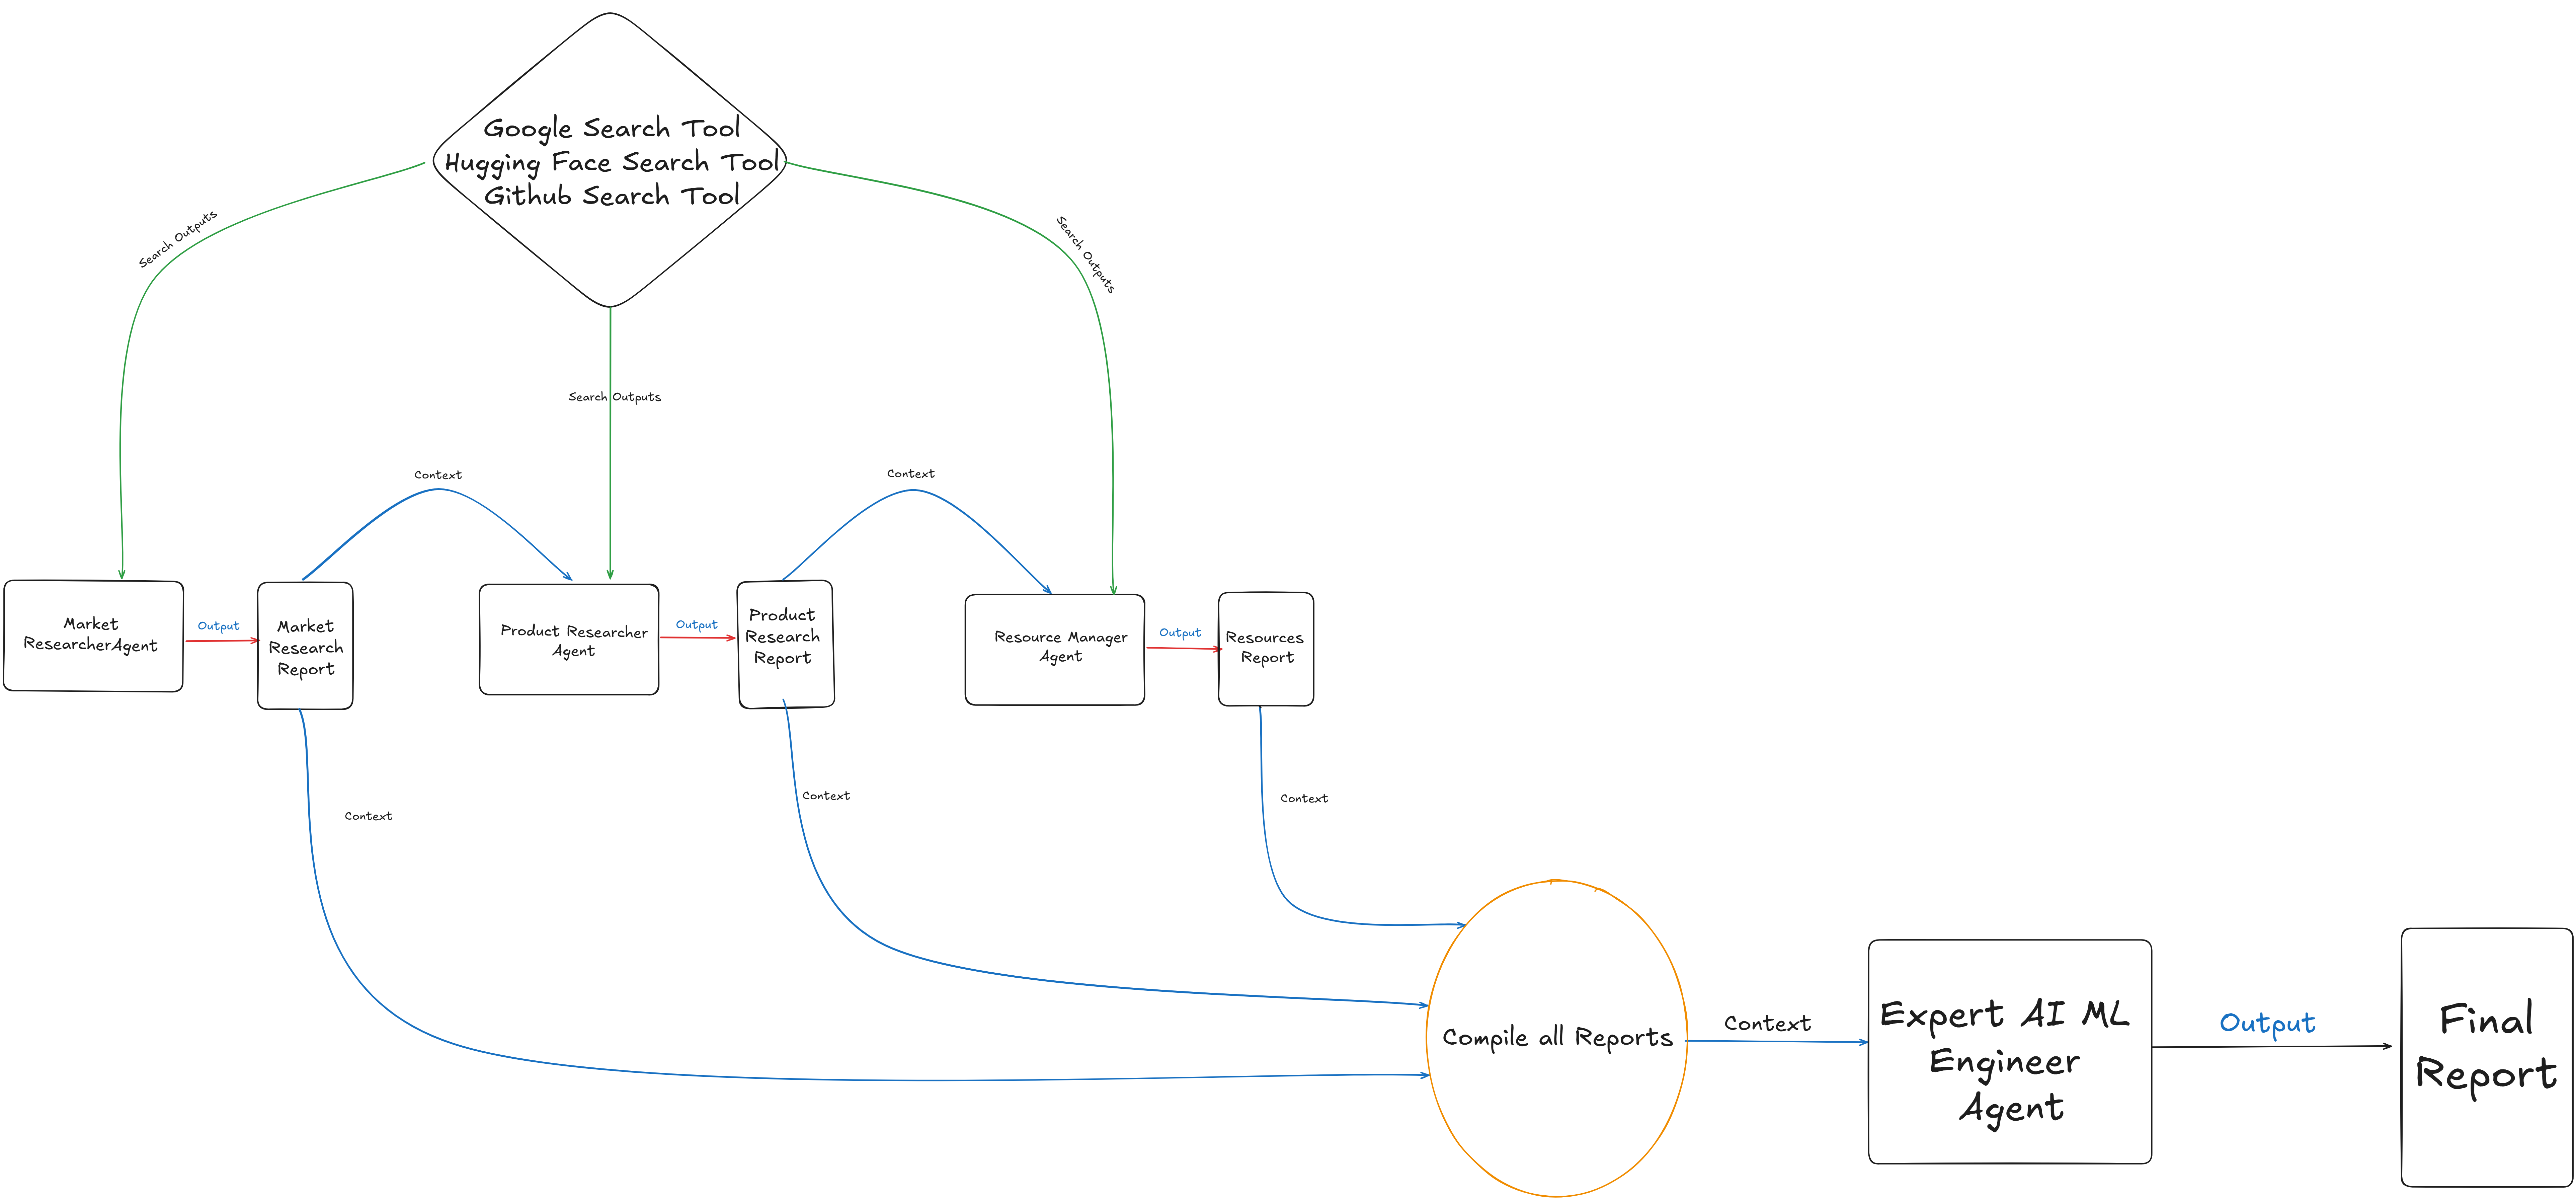 Google Search Tool
Hugging Face Search Tool
Github Search Tool
Search Outputs
Search Outputs
Search Outputs
Context
Context
Market
ResearcherAgent
Output
Market
Research
Report
Product Researcher
Agent
Output
Product
Research
Report
Resource Manager
Agent
Output
Resources
Report
Context
Context
Context
Compile all Reports
Context
Expert AI ML
Engineer
Agent
Output
Final
Report